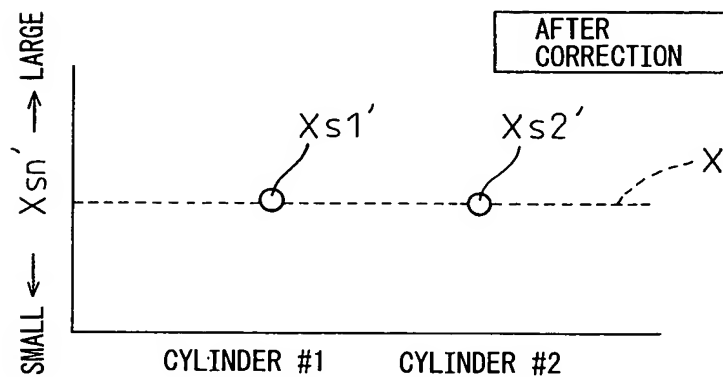 AFTER
CORRECTION
SMALL ← Xsn′ → LARGE
Xs1′
Xs2′
X
CYLINDER #1
CYLINDER #2